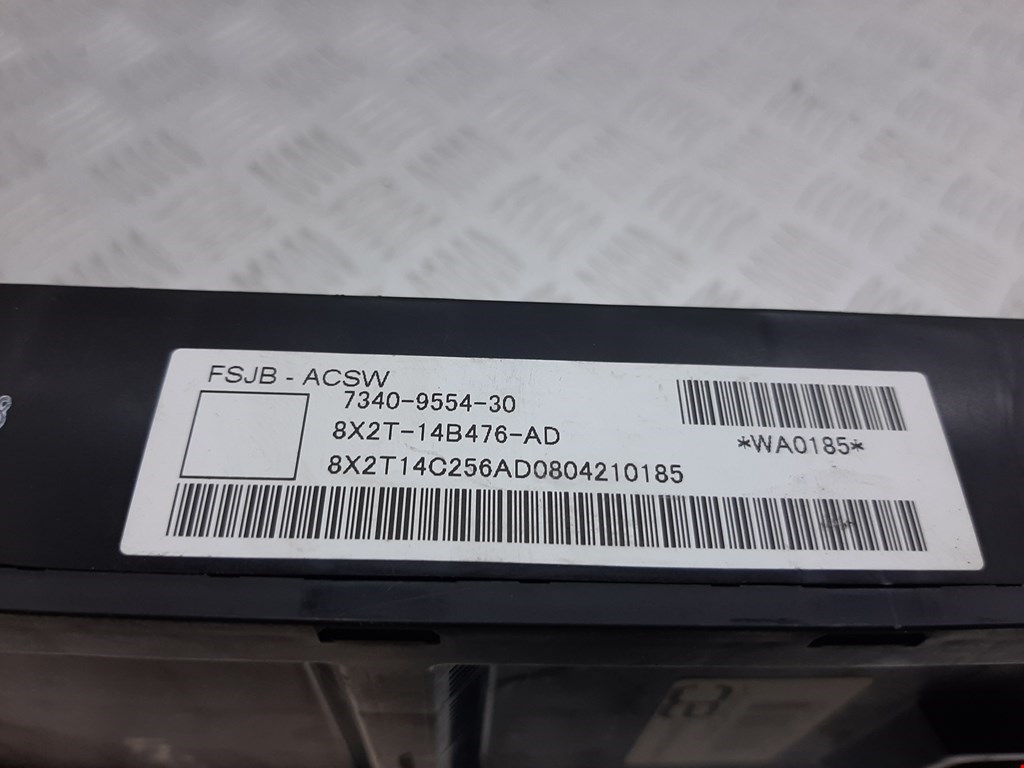 FSJB - ACSW
7340-9554-30
8X2T-14B476-AD
*WA0185*
8X2T14C256AD0804210185